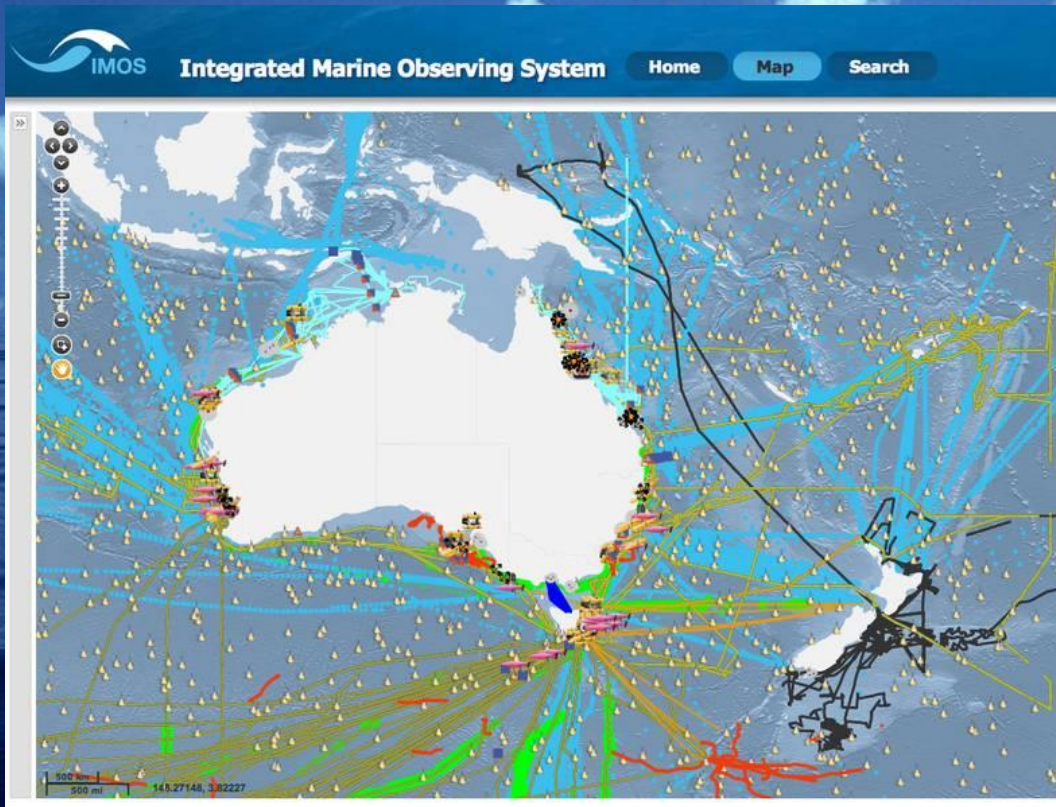 IMOS
Integrated Marine Observing System
Home
Map
Search
500 km
500 mi
145.27148, 3.82227